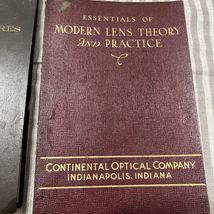 ESSENTIALS OF
MODERN LENS THEORY
AND PRACTICE
CONTINENTAL OPTICAL COMPANY
INDIANAPOLIS, INDIANA